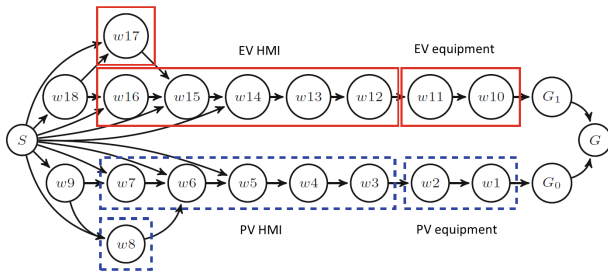 w17
EV HMI
EV equipment
w18 w16 w15 w14 w13 w12 w11 w10 G1
S G
w9 w7 w6 w5 w4 w3 w2 w1 G0
w8
PV HMI
PV equipment